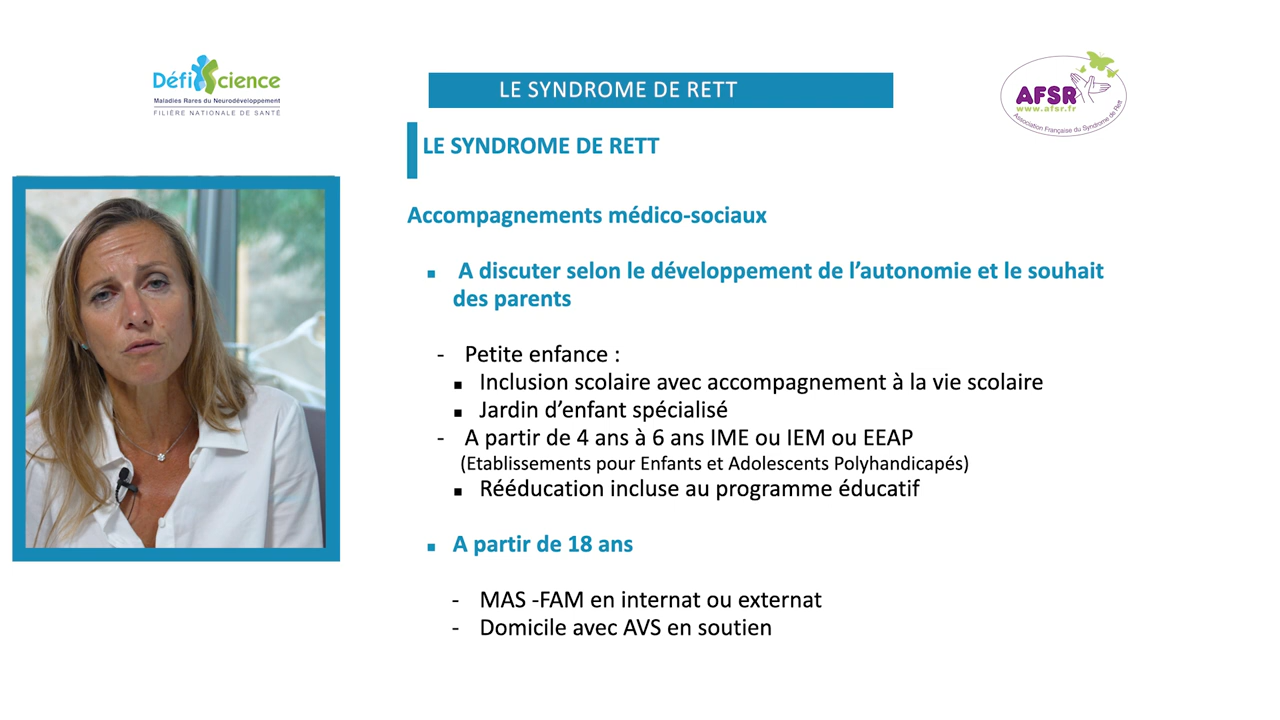 DéfiScience
Maladies Rares du Neurodéveloppement
FILIÈRE NATIONALE DE SANTÉ
LE SYNDROME DE RETT
AFSR
www.afsr.fr
Association Française du Syndrome de Rett
LE SYNDROME DE RETT
Accompagnements médico-sociaux
▪ A discuter selon le développement de l’autonomie et le souhait
des parents
- Petite enfance :
▪ Inclusion scolaire avec accompagnement à la vie scolaire
▪ Jardin d’enfant spécialisé
- A partir de 4 ans à 6 ans IME ou IEM ou EEAP
(Etablissements pour Enfants et Adolescents Polyhandicapés)
▪ Rééducation incluse au programme éducatif
▪ A partir de 18 ans
- MAS -FAM en internat ou externat
- Domicile avec AVS en soutien